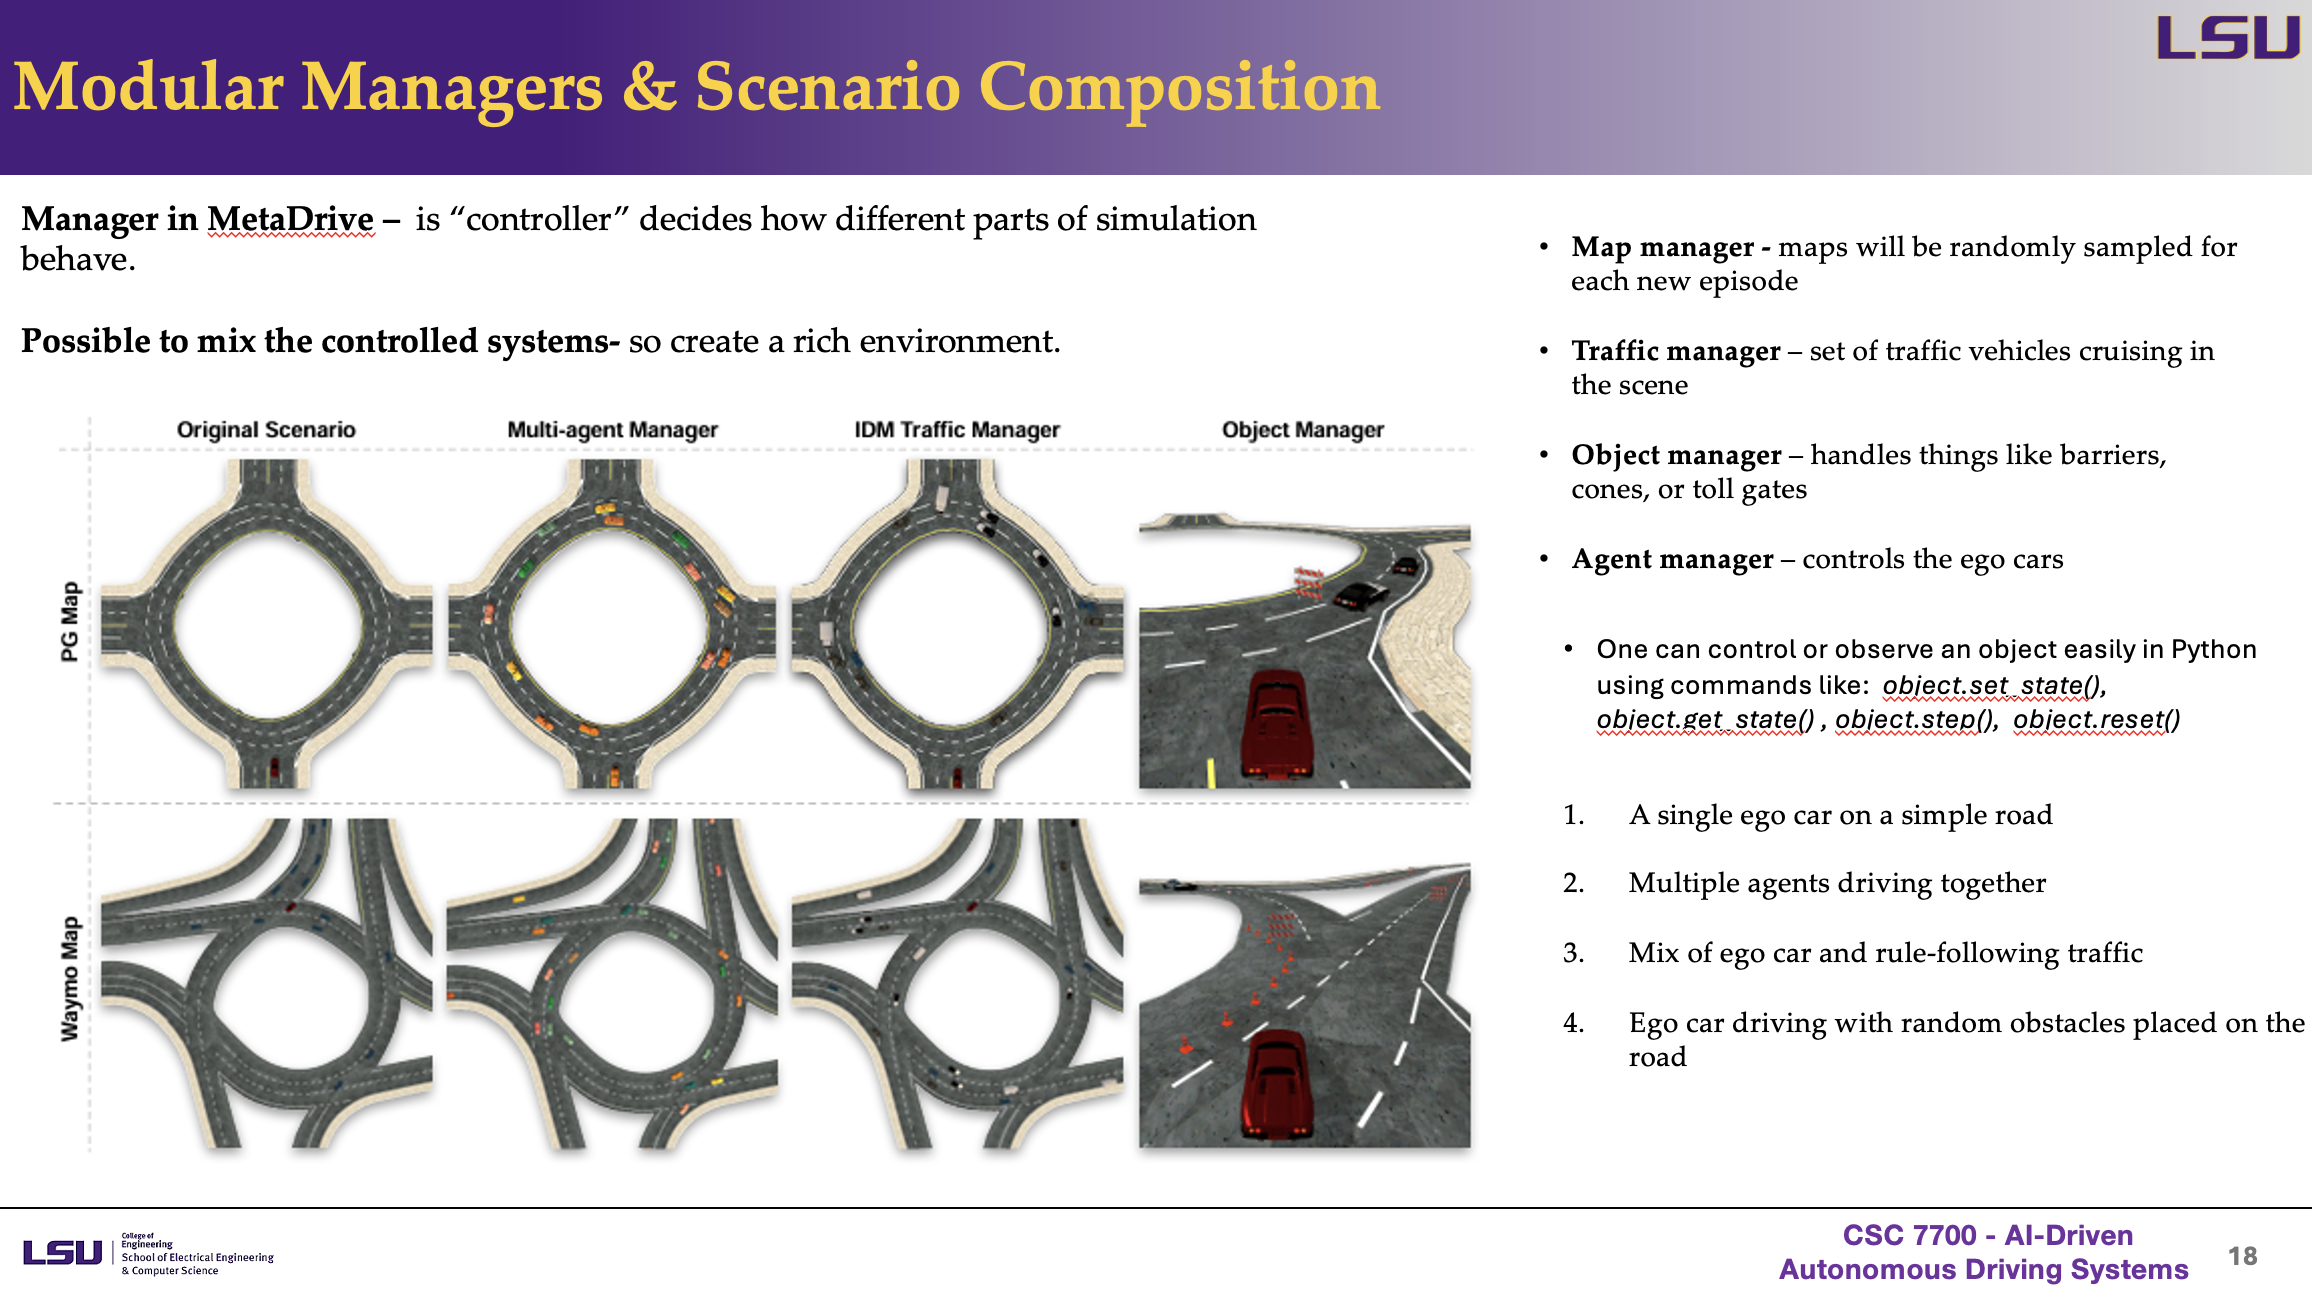 LSU
Modular Managers & Scenario Composition
Manager in MetaDrive – is “controller” decides how different parts of simulation
behave.
Possible to mix the controlled systems- so create a rich environment.
Original Scenario
Multi-agent Manager
IDM Traffic Manager
Object Manager
PG Map
Waymo Map
• Map manager - maps will be randomly sampled for
each new episode
• Traffic manager – set of traffic vehicles cruising in
the scene
• Object manager – handles things like barriers,
cones, or toll gates
• Agent manager – controls the ego cars
• One can control or observe an object easily in Python
using commands like: object.set_state(),
object.get_state() , object.step(), object.reset()
1. A single ego car on a simple road
2. Multiple agents driving together
3. Mix of ego car and rule-following traffic
4. Ego car driving with random obstacles placed on the
road
LSU
College of
Engineering
School of Electrical Engineering
& Computer Science
CSC 7700 - AI-Driven
Autonomous Driving Systems
18